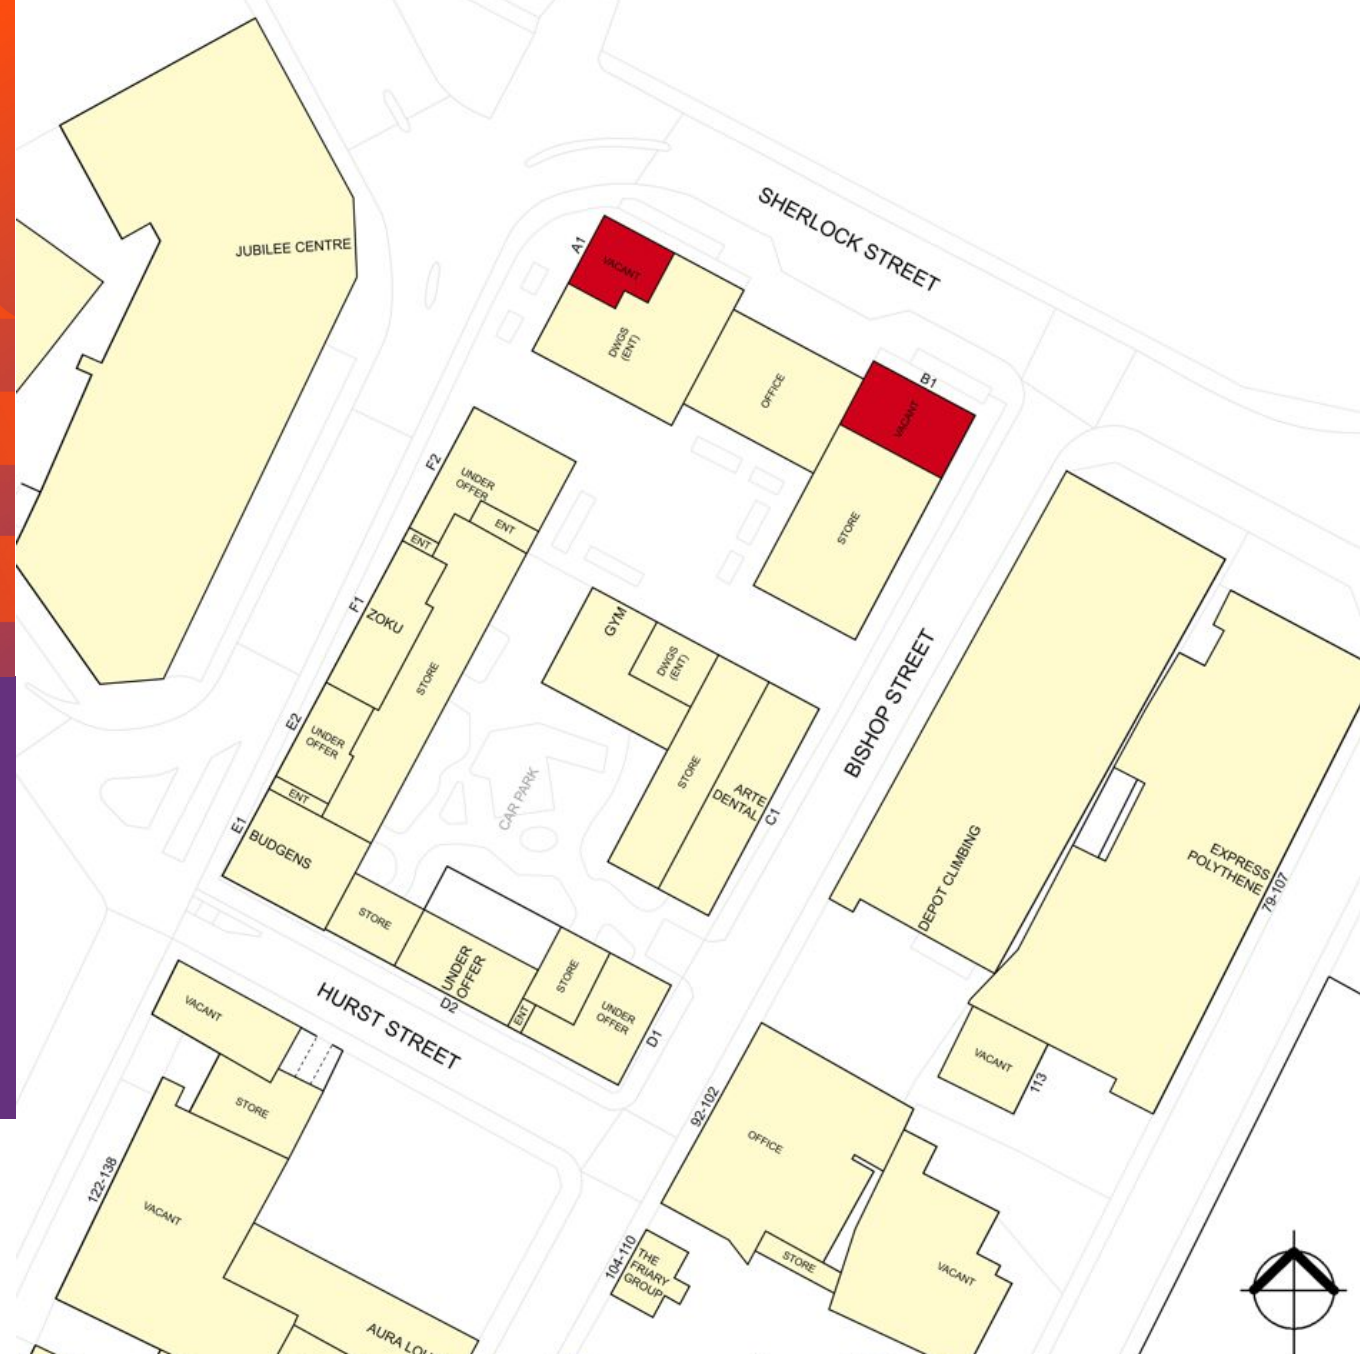 SHERLOCK STREET
JUBILEE CENTRE
A1
VACANT
DWGS
(ENT)
OFFICE
B1
VACANT
STORE
F2
UNDER
OFFER
ENT
ENT
F1
ZOKU
STORE
GYM
DWGS
(ENT)
BISHOP STREET
E2
UNDER
OFFER
ENT
E1
BUDGENS
CAR PARK
STORE
ARTE
DENTAL
C1
DEPOT CLIMBING
EXPRESS
POLYTHENE
79-107
STORE
UNDER
OFFER
D2
ENT
STORE
UNDER
OFFER
D1
HURST STREET
VACANT
STORE
122-138
VACANT
VACANT
113
92-102
OFFICE
STORE
VACANT
104-110
THE
FRIARY
GROUP
AURA